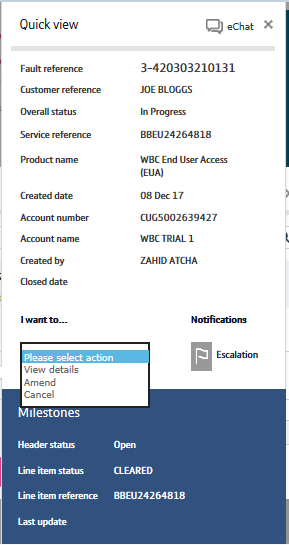 Quick view eChat ×
Fault reference 3-420303210131
Customer reference JOE BLOGGS
Overall status In Progress
Service reference BBEU24264818
Product name WBC End User Access
(EUA)
Created date 08 Dec 17
Account number CUG5002639427
Account name WBC TRIAL 1
Created by ZAHID ATCHA
Closed date
I want to... Notifications
Please select action
Escalation
View details
Amend
Cancel
Milestones
Header status Open
Line item status CLEARED
Line item reference BBEU24264818
Last update